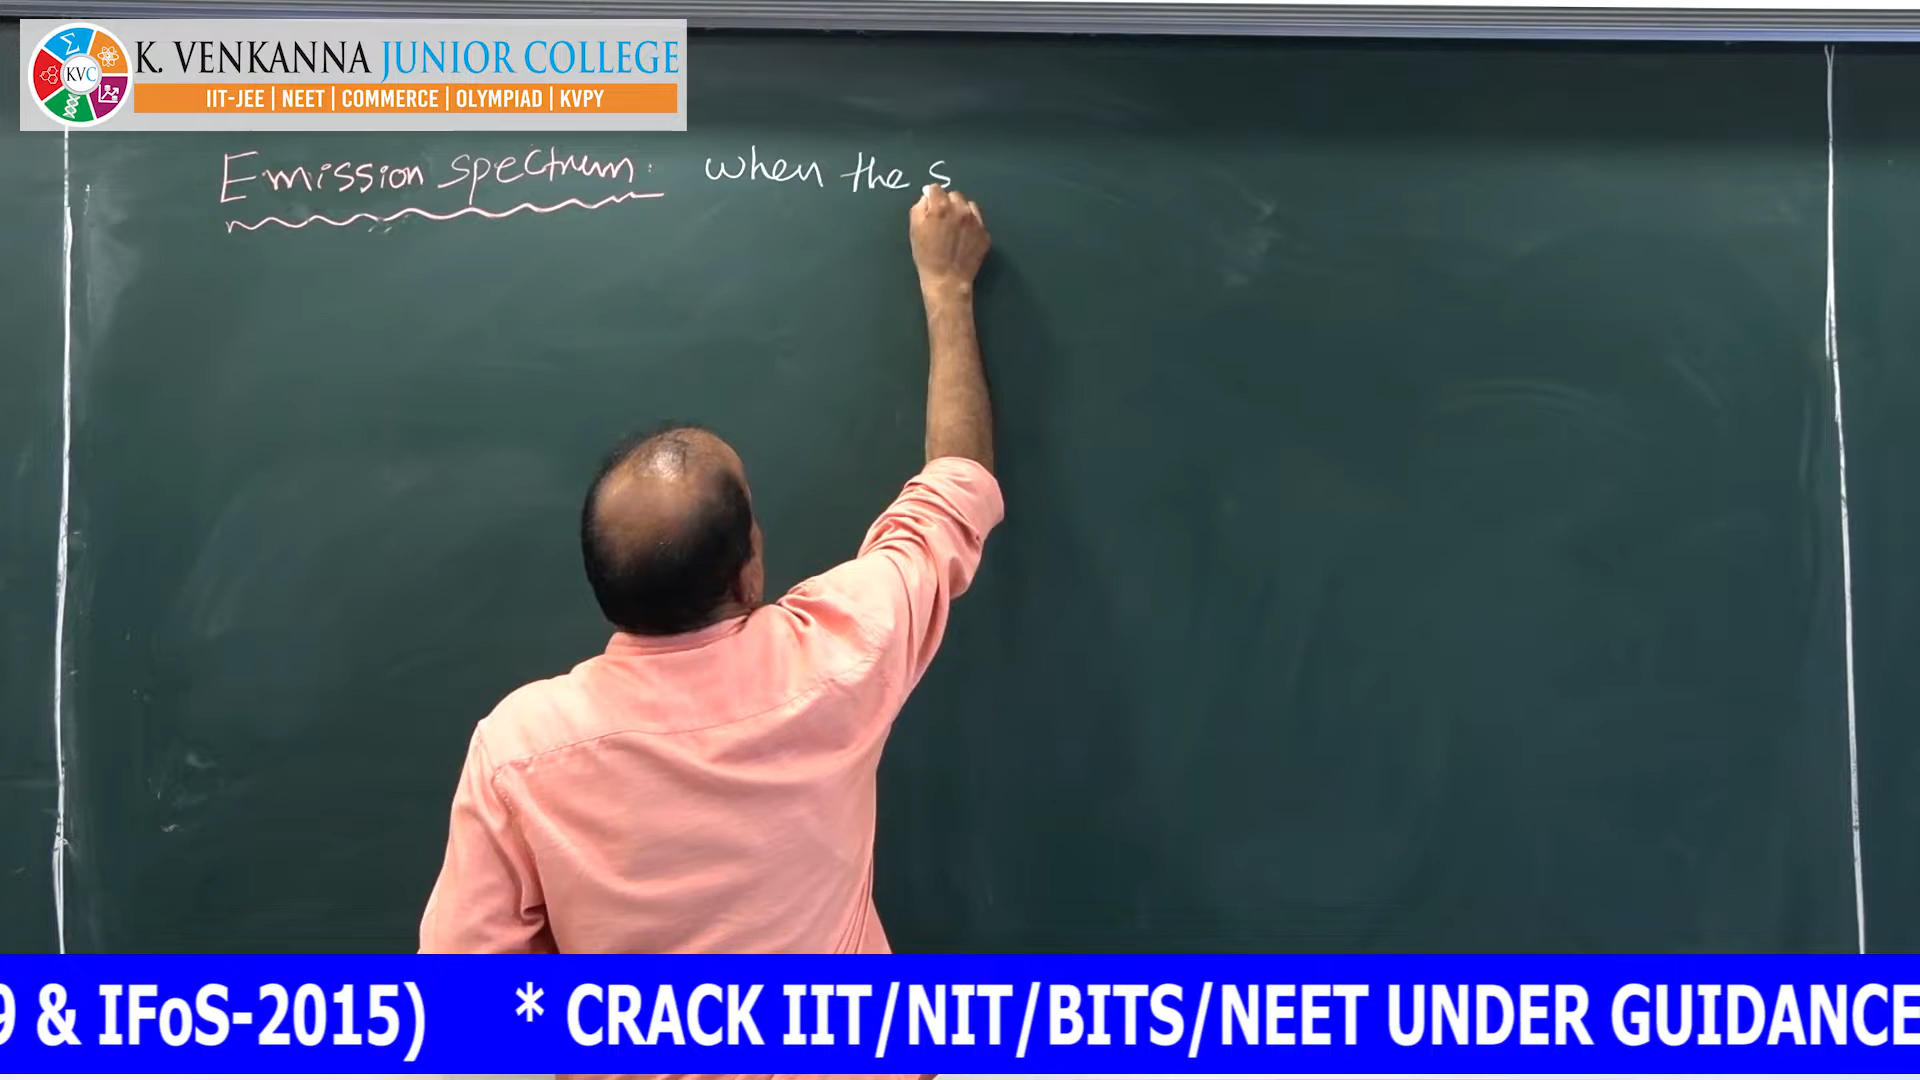 K. VENKANNA JUNIOR COLLEGE
KVC
IIT-JEE | NEET | COMMERCE | OLYMPIAD | KVPY
Emission spectrum: when the s
9 & IFoS-2015) * CRACK IIT/NIT/BITS/NEET UNDER GUIDANCE